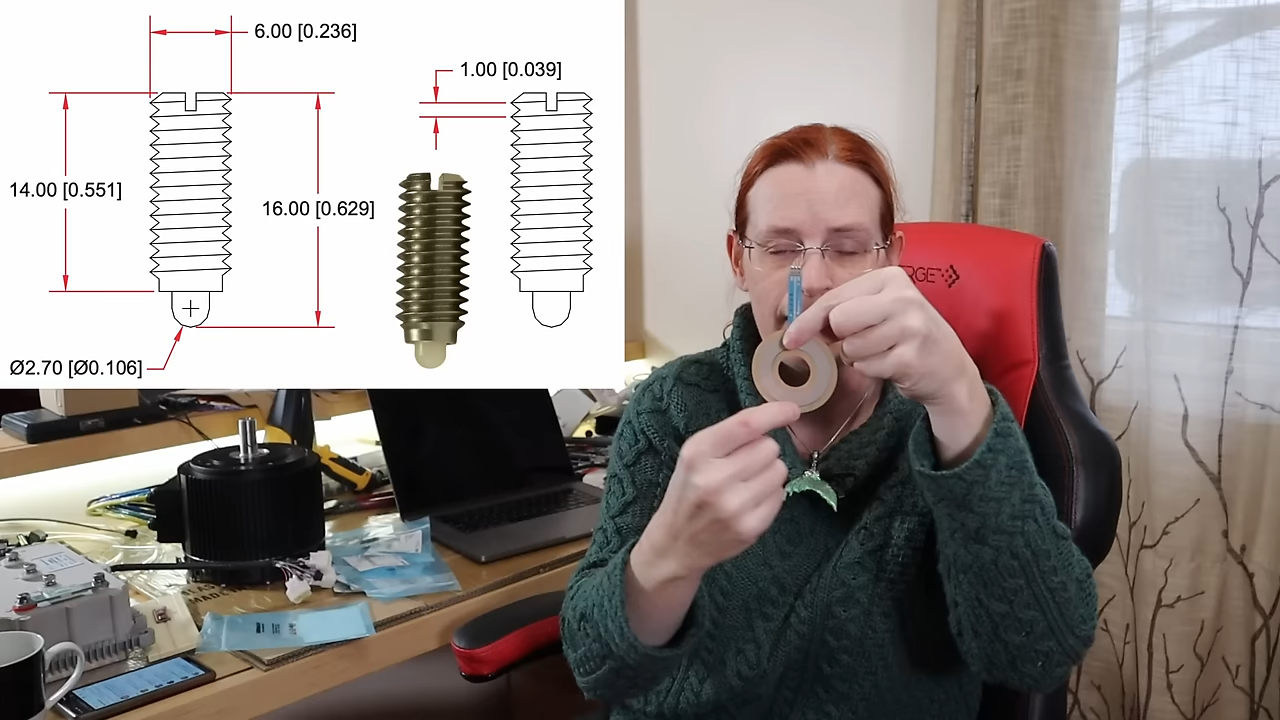 6.00 [0.236]
1.00 [0.039]
14.00 [0.551]
16.00 [0.629]
Ø2.70 [Ø0.106]
RGE